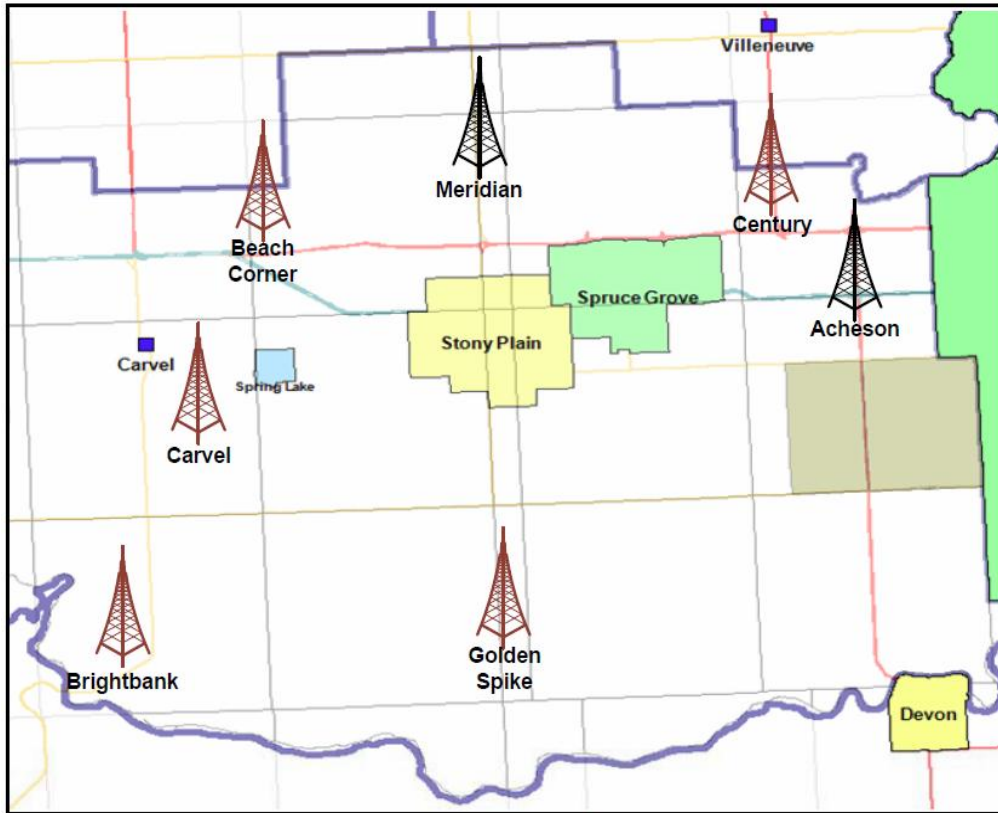 Villeneuve
Meridian
Century
Beach
Corner
Spruce Grove
Acheson
Stony Plain
Carvel
Spring Lake
Carvel
Golden
Spike
Brightbank
Devon